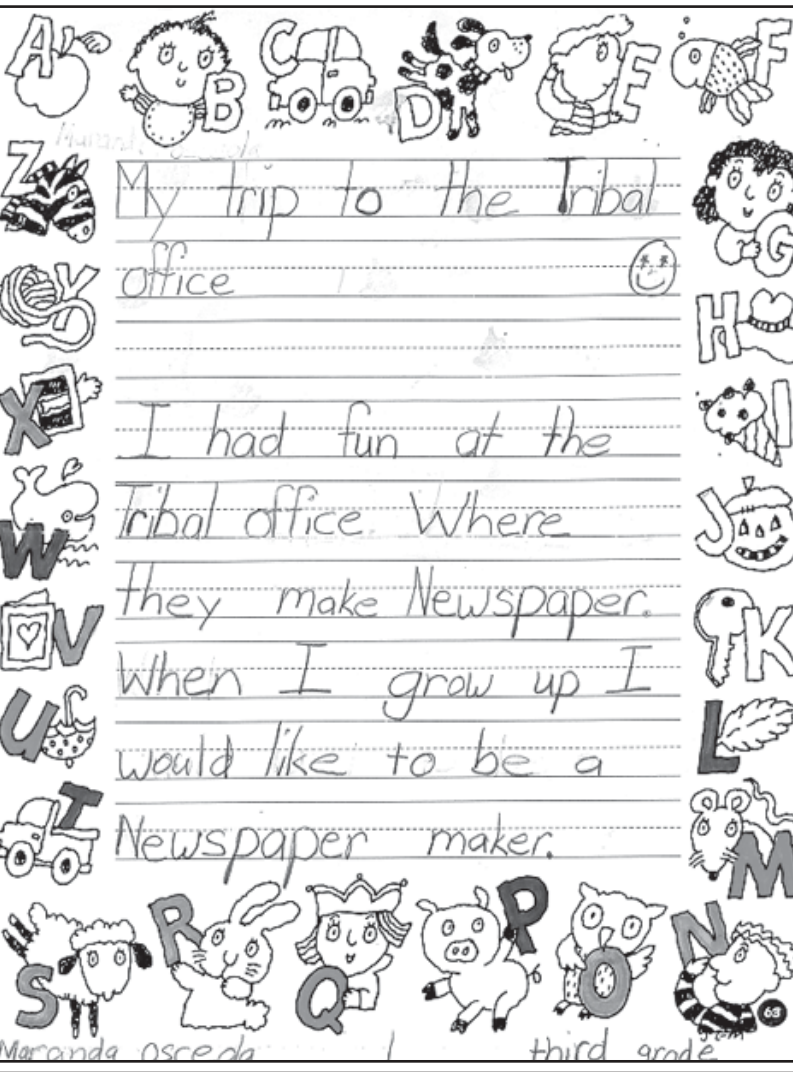 A
B
C
D
E
F
Z
My trip to the Tribal
G
Y
office
H
X
I had fun at the
I
W
Tribal office Where
J
V
they make Newspaper.
K
U
When I grow up I
L
would like to be a
T
Newspaper maker.
M
S
R
Q
P
O
N
63
Maranda osceola third grade